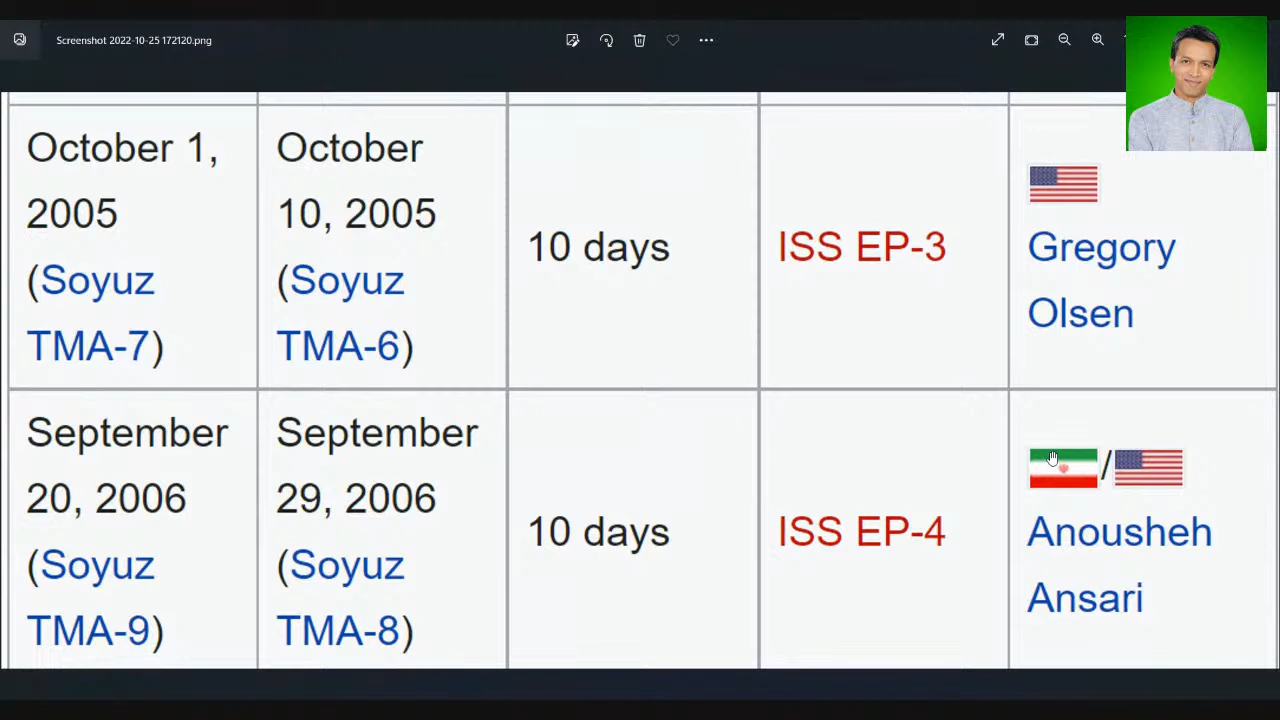 Screenshot 2022-10-25 172120.png
October 1,
2005
(Soyuz
TMA-7)
October
10, 2005
(Soyuz
TMA-6)
10 days
ISS EP-3
Gregory
Olsen
September
20, 2006
(Soyuz
TMA-9)
September
29, 2006
(Soyuz
TMA-8)
10 days
ISS EP-4
/
Anousheh
Ansari